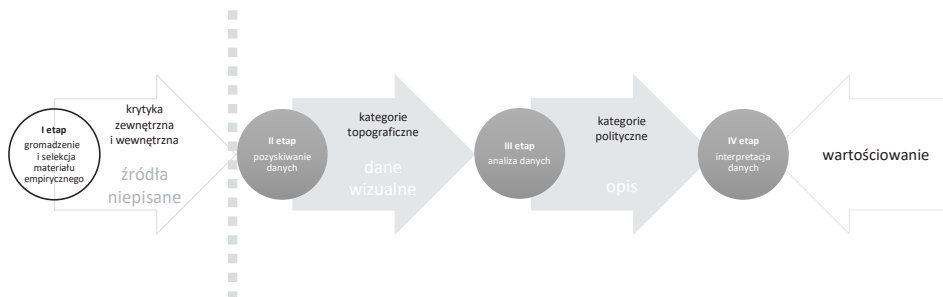 I etap
gromadzenie
i selekcja
materiału
empirycznego
krytyka
zewnętrzna
i wewnętrzna
źródła
niepisane
II etap
pozyskiwanie
danych
kategorie
topograficzne
dane
wizualne
III etap
analiza danych
kategorie
polityczne
opis
IV etap
interpretacja
danych
wartościowanie